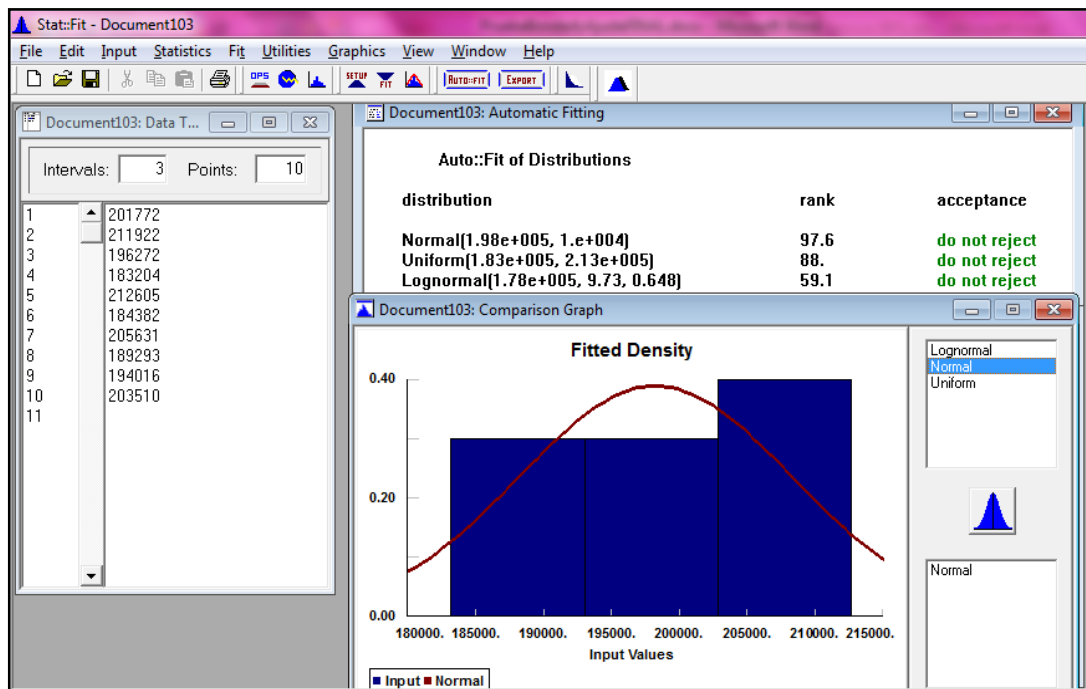 Stat::Fit - Document103
File Edit Input Statistics Fit Utilities Graphics View Window Help
OPS SETUP FIT AUTO::FIT EXPORT
Document103: Data T...
Intervals: 3 Points: 10
1 201772
2 211922
3 196272
4 183204
5 212605
6 184382
7 205631
8 189293
9 194016
10 203510
11
Document103: Automatic Fitting
Auto::Fit of Distributions
distribution rank acceptance
Normal(1.98e+005, 1.e+004) 97.6 do not reject
Uniform(1.83e+005, 2.13e+005) 88. do not reject
Lognormal(1.78e+005, 9.73, 0.648) 59.1 do not reject
Document103: Comparison Graph
Fitted Density
0.40
0.20
0.00
180000. 185000. 190000. 195000. 200000. 205000. 210000. 215000.
Input Values
Input Normal
Lognormal
Normal
Uniform
Normal